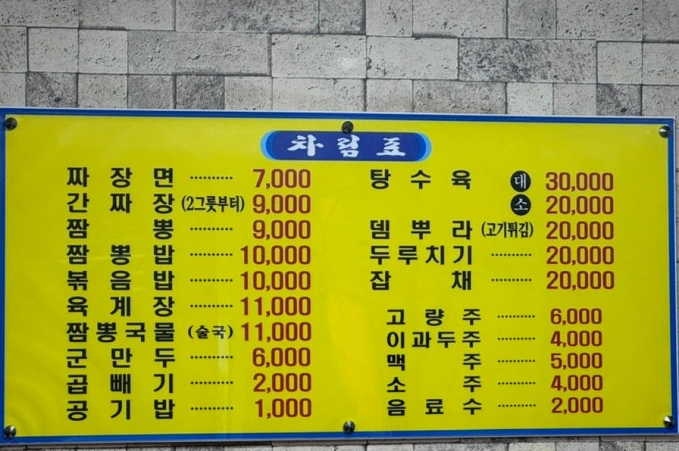 차림표
짜장면 ·········· 7,000
간짜장 (2그릇부터) 9,000
짬뽕 ·········· 9,000
짬뽕밥 ·········· 10,000
볶음밥 ·········· 10,000
육계장 ·········· 11,000
짬뽕국물 (술국) 11,000
군만두 ·········· 6,000
곱빼기 ·········· 2,000
공기밥 ·········· 1,000
탕수육 대 30,000
소 20,000
뎀뿌라 (고기튀김) 20,000
두루치기 ·········· 20,000
잡채 ·········· 20,000
고량주 ·········· 6,000
이과두주 ·········· 4,000
맥주 ·········· 5,000
소주 ·········· 4,000
음료수 ·········· 2,000